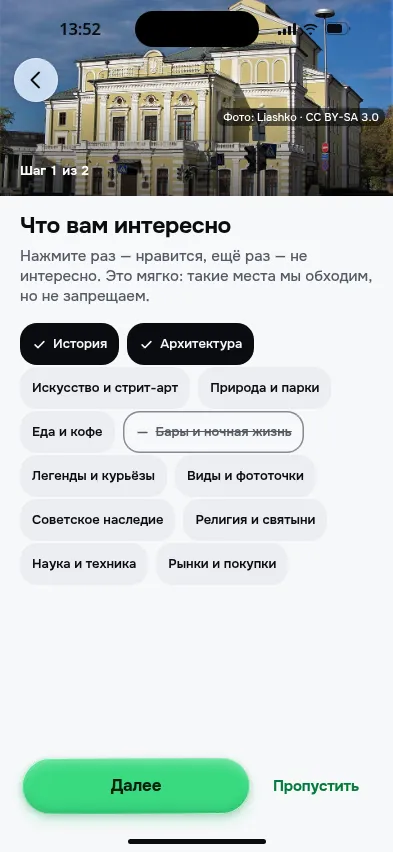 13:52
Фото: Liashko · CC BY-SA 3.0
Шаг 1 из 2
Что вам интересно
Нажмите раз — нравится, ещё раз — не
интересно. Это мягко: такие места мы обходим,
но не запрещаем.
История
Архитектура
Искусство и стрит-арт
Природа и парки
Еда и кофе
Бары и ночная жизнь
Легенды и курьёзы
Виды и фототочки
Советское наследие
Религия и святыни
Наука и техника
Рынки и покупки
Далее
Пропустить